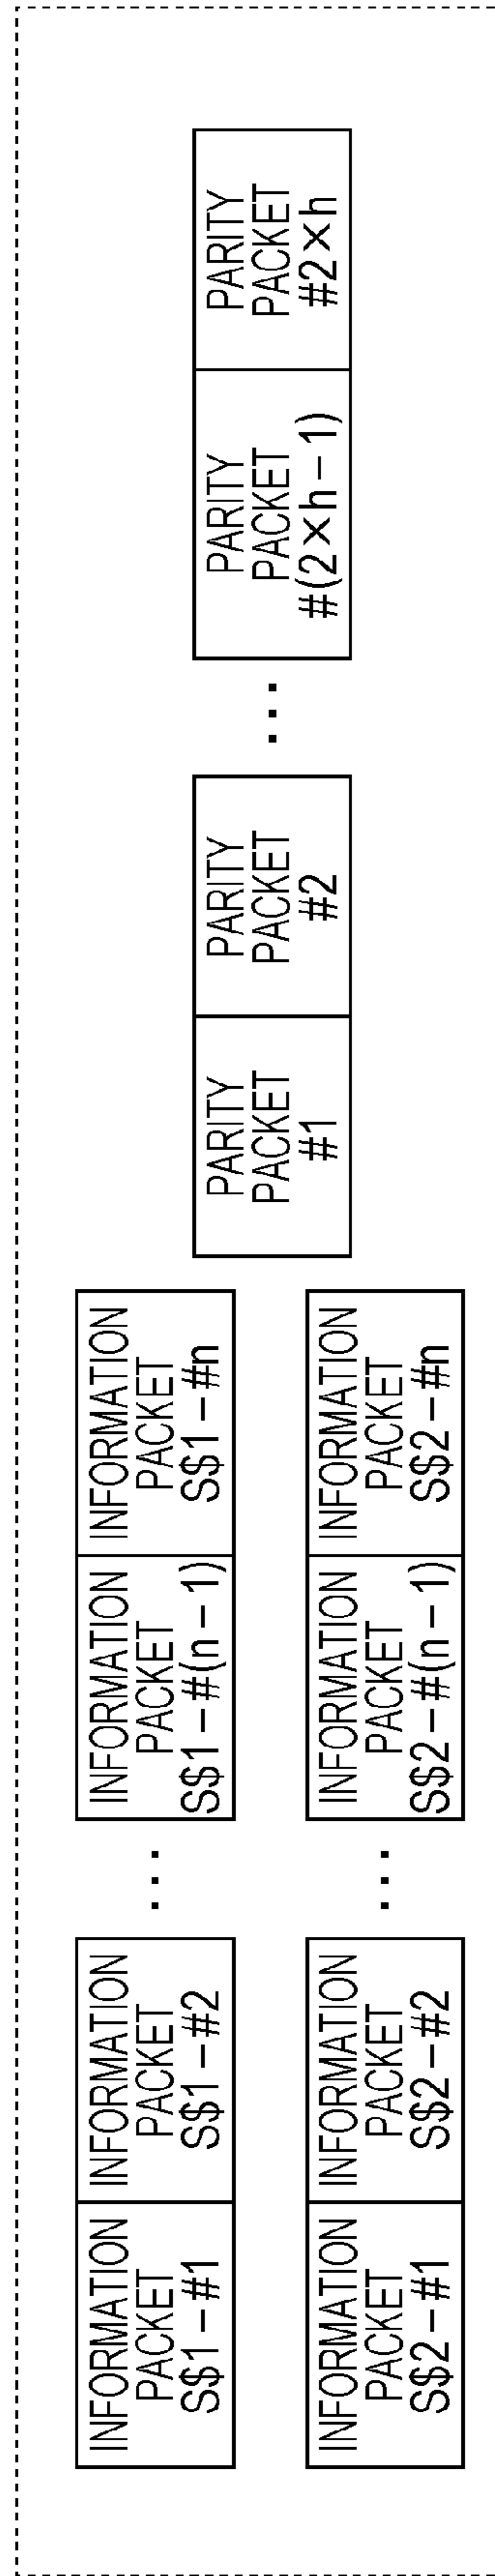 INFORMATION
PACKET
S$1-#1
INFORMATION
PACKET
S$1-#2
...
INFORMATION
PACKET
S$1-#(n-1)
INFORMATION
PACKET
S$1-#n
INFORMATION
PACKET
S$2-#1
INFORMATION
PACKET
S$2-#2
...
INFORMATION
PACKET
S$2-#(n-1)
INFORMATION
PACKET
S$2-#n
PARITY
PACKET
#1
PARITY
PACKET
#2
...
PARITY
PACKET
#(2×h-1)
PARITY
PACKET
#2×h